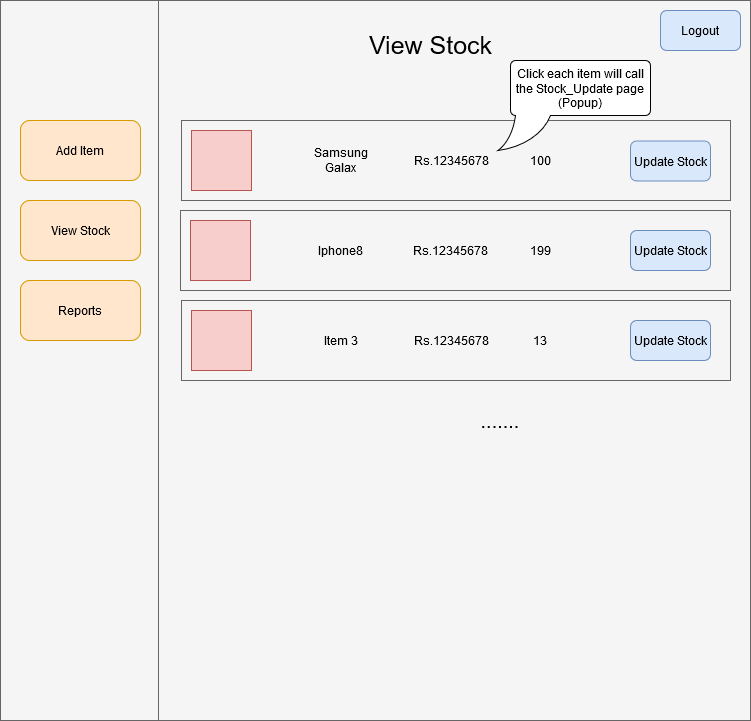 Logout
View Stock
Click each item will call
the Stock_Update page
(Popup)
Add Item
Samsung
Galax
Rs.12345678
100
Update Stock
View Stock
Iphone8
Rs.12345678
199
Update Stock
Reports
Item 3
Rs.12345678
13
Update Stock
.......